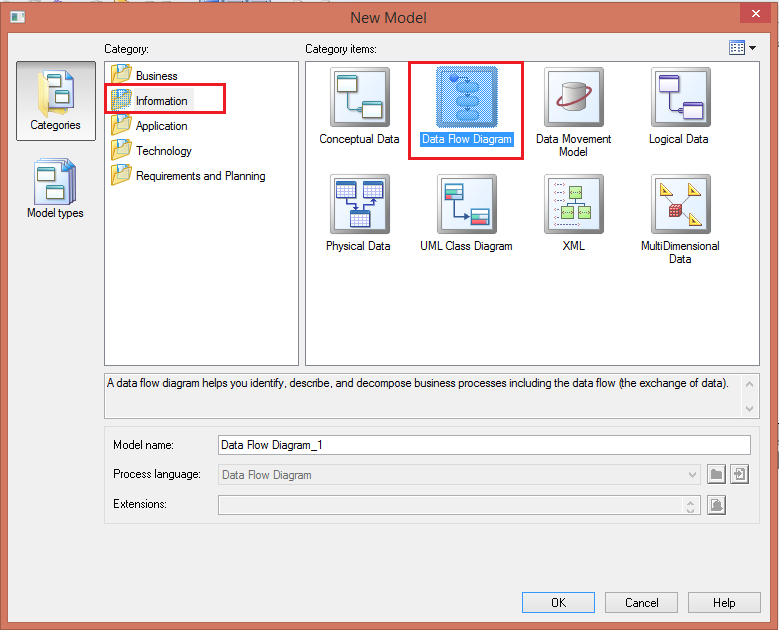 New Model
Category:
Category items:
Categories
Model types
Business
Information
Application
Technology
Requirements and Planning
Conceptual Data
Data Flow Diagram
Data Movement
Model
Logical Data
Physical Data
UML Class Diagram
XML
MultiDimensional
Data
A data flow diagram helps you identify, describe, and decompose business processes including the data flow (the exchange of data).
Model name:
Data Flow Diagram_1
Process language:
Data Flow Diagram
Extensions:
OK
Cancel
Help